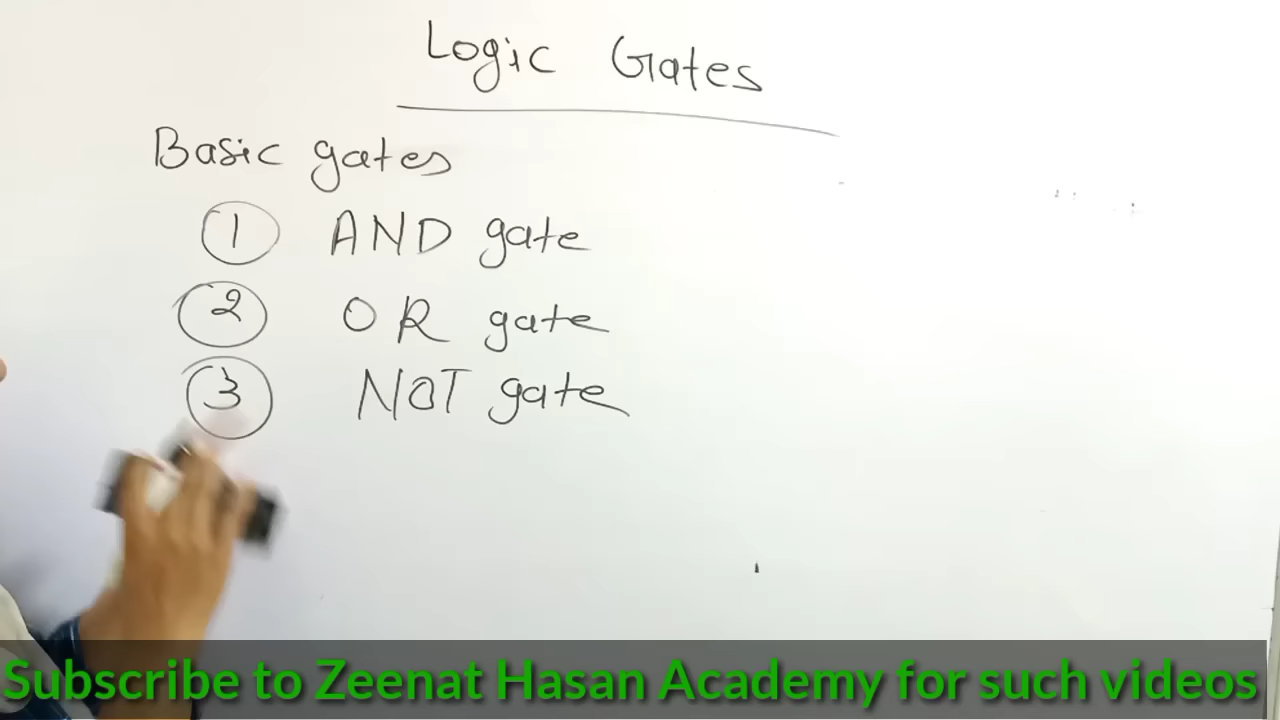 Logic Gates
Basic gates
1 AND gate
2 OR gate
3 NOT gate
Subscribe to Zeenat Hasan Academy for such videos